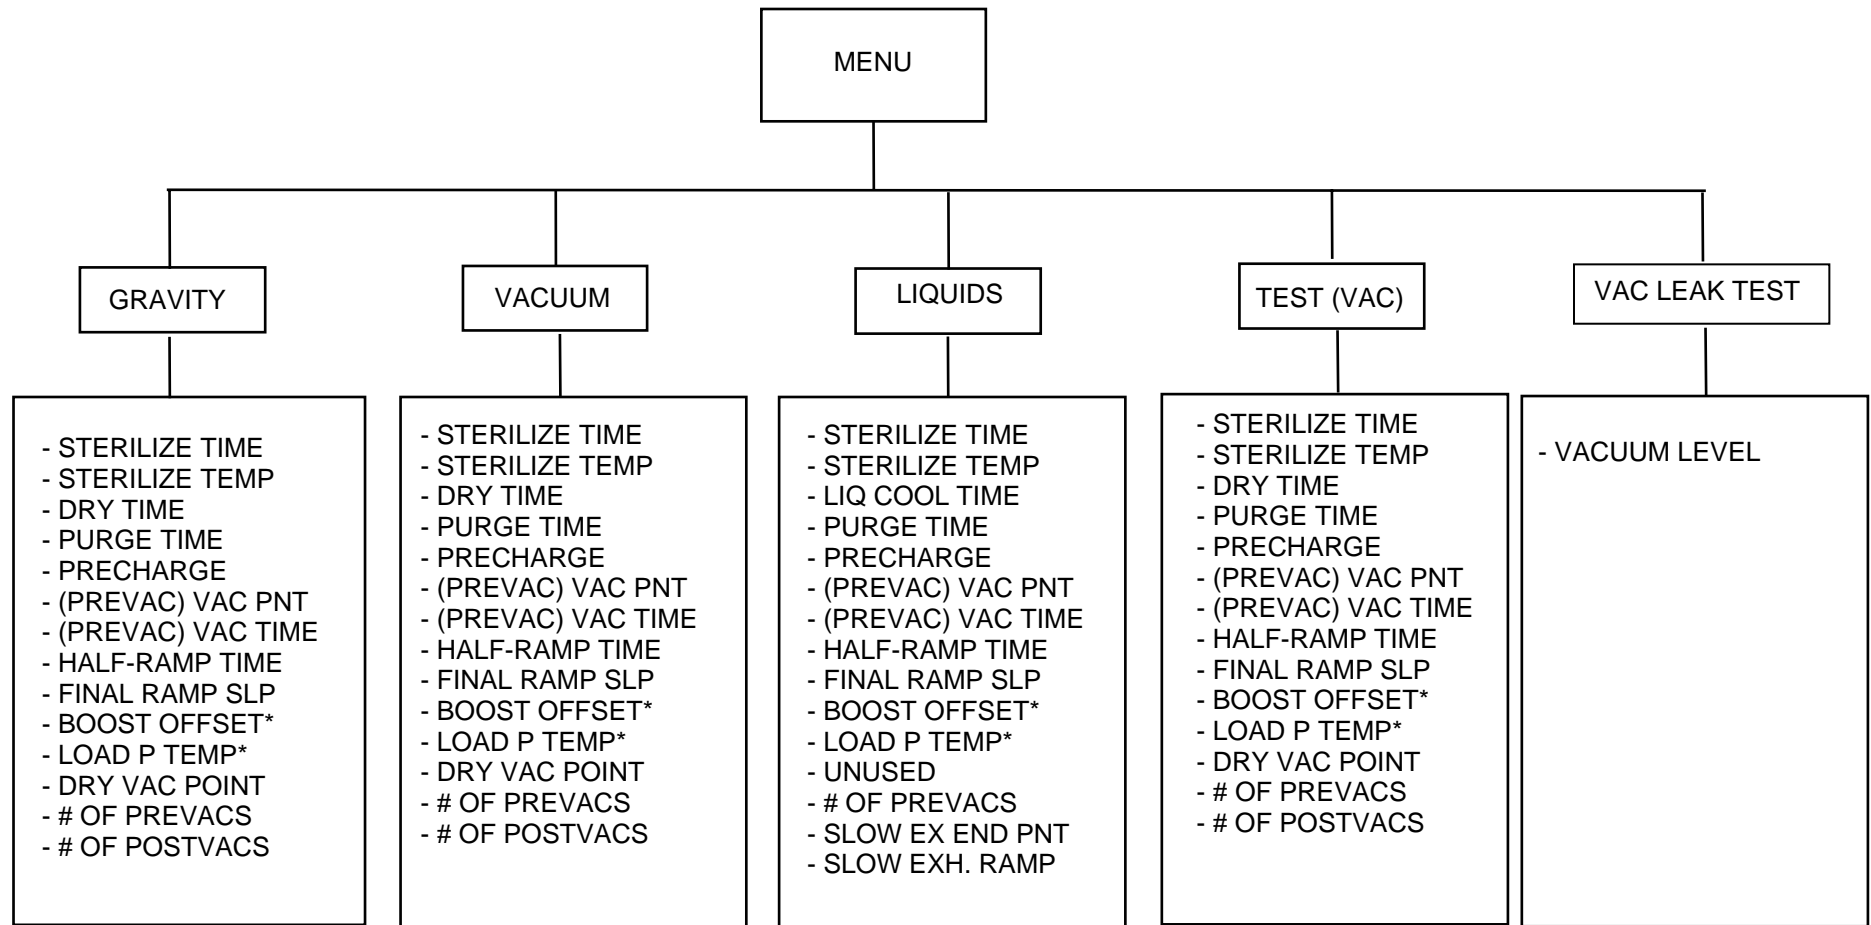 MENU
GRAVITY
VACUUM
LIQUIDS
TEST (VAC)
VAC LEAK TEST
- STERILIZE TIME
- STERILIZE TEMP
- DRY TIME
- PURGE TIME
- PRECHARGE
- (PREVAC) VAC PNT
- (PREVAC) VAC TIME
- HALF-RAMP TIME
- FINAL RAMP SLP
- BOOST OFFSET*
- LOAD P TEMP*
- DRY VAC POINT
- # OF PREVACS
- # OF POSTVACS
- STERILIZE TIME
- STERILIZE TEMP
- DRY TIME
- PURGE TIME
- PRECHARGE
- (PREVAC) VAC PNT
- (PREVAC) VAC TIME
- HALF-RAMP TIME
- FINAL RAMP SLP
- BOOST OFFSET*
- LOAD P TEMP*
- DRY VAC POINT
- # OF PREVACS
- # OF POSTVACS
- STERILIZE TIME
- STERILIZE TEMP
- LIQ COOL TIME
- PURGE TIME
- PRECHARGE
- (PREVAC) VAC PNT
- (PREVAC) VAC TIME
- HALF-RAMP TIME
- FINAL RAMP SLP
- BOOST OFFSET*
- LOAD P TEMP*
- UNUSED
- # OF PREVACS
- SLOW EX END PNT
- SLOW EXH. RAMP
- STERILIZE TIME
- STERILIZE TEMP
- DRY TIME
- PURGE TIME
- PRECHARGE
- (PREVAC) VAC PNT
- (PREVAC) VAC TIME
- HALF-RAMP TIME
- FINAL RAMP SLP
- BOOST OFFSET*
- LOAD P TEMP*
- DRY VAC POINT
- # OF PREVACS
- # OF POSTVACS
- VACUUM LEVEL